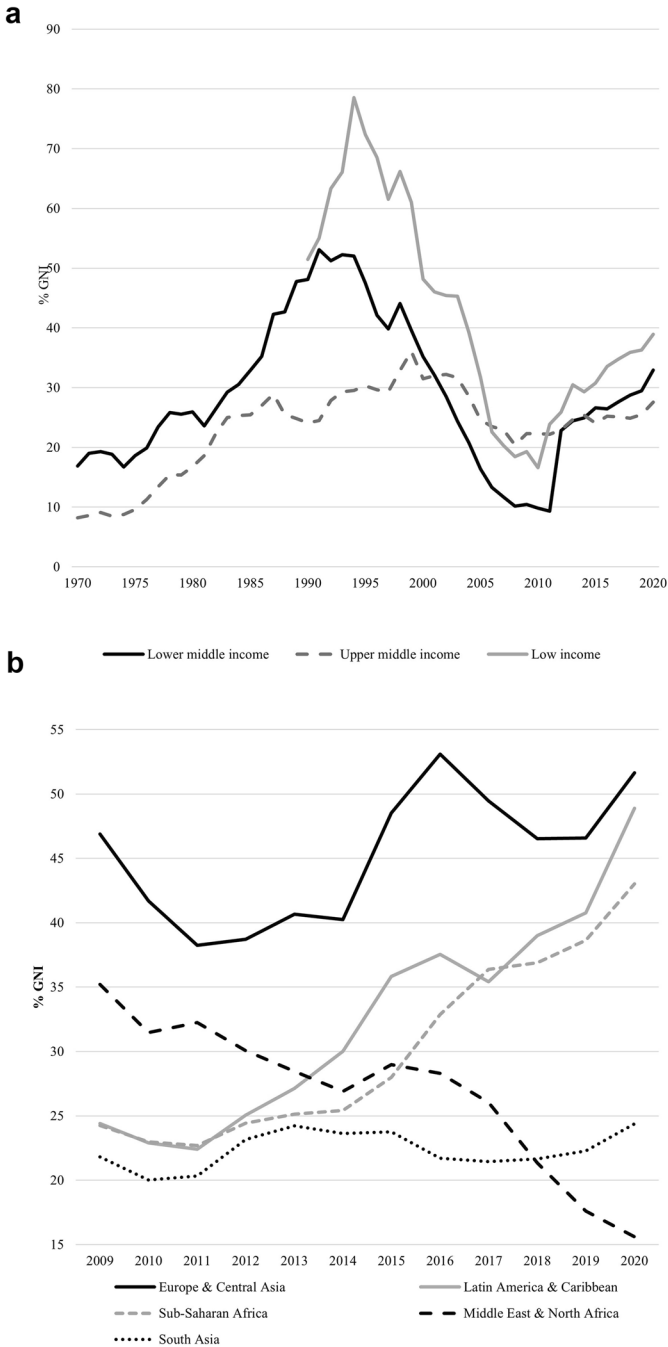 a
90
80
70
60
50
40
30
20
10
0
% GNI
1970 1975 1980 1985 1990 1995 2000 2005 2010 2015 2020
Lower middle income Upper middle income Low income
b
55
50
45
40
35
30
25
20
15
% GNI
2009 2010 2011 2012 2013 2014 2015 2016 2017 2018 2019 2020
Europe & Central Asia Latin America & Caribbean
Sub-Saharan Africa Middle East & North Africa
South Asia